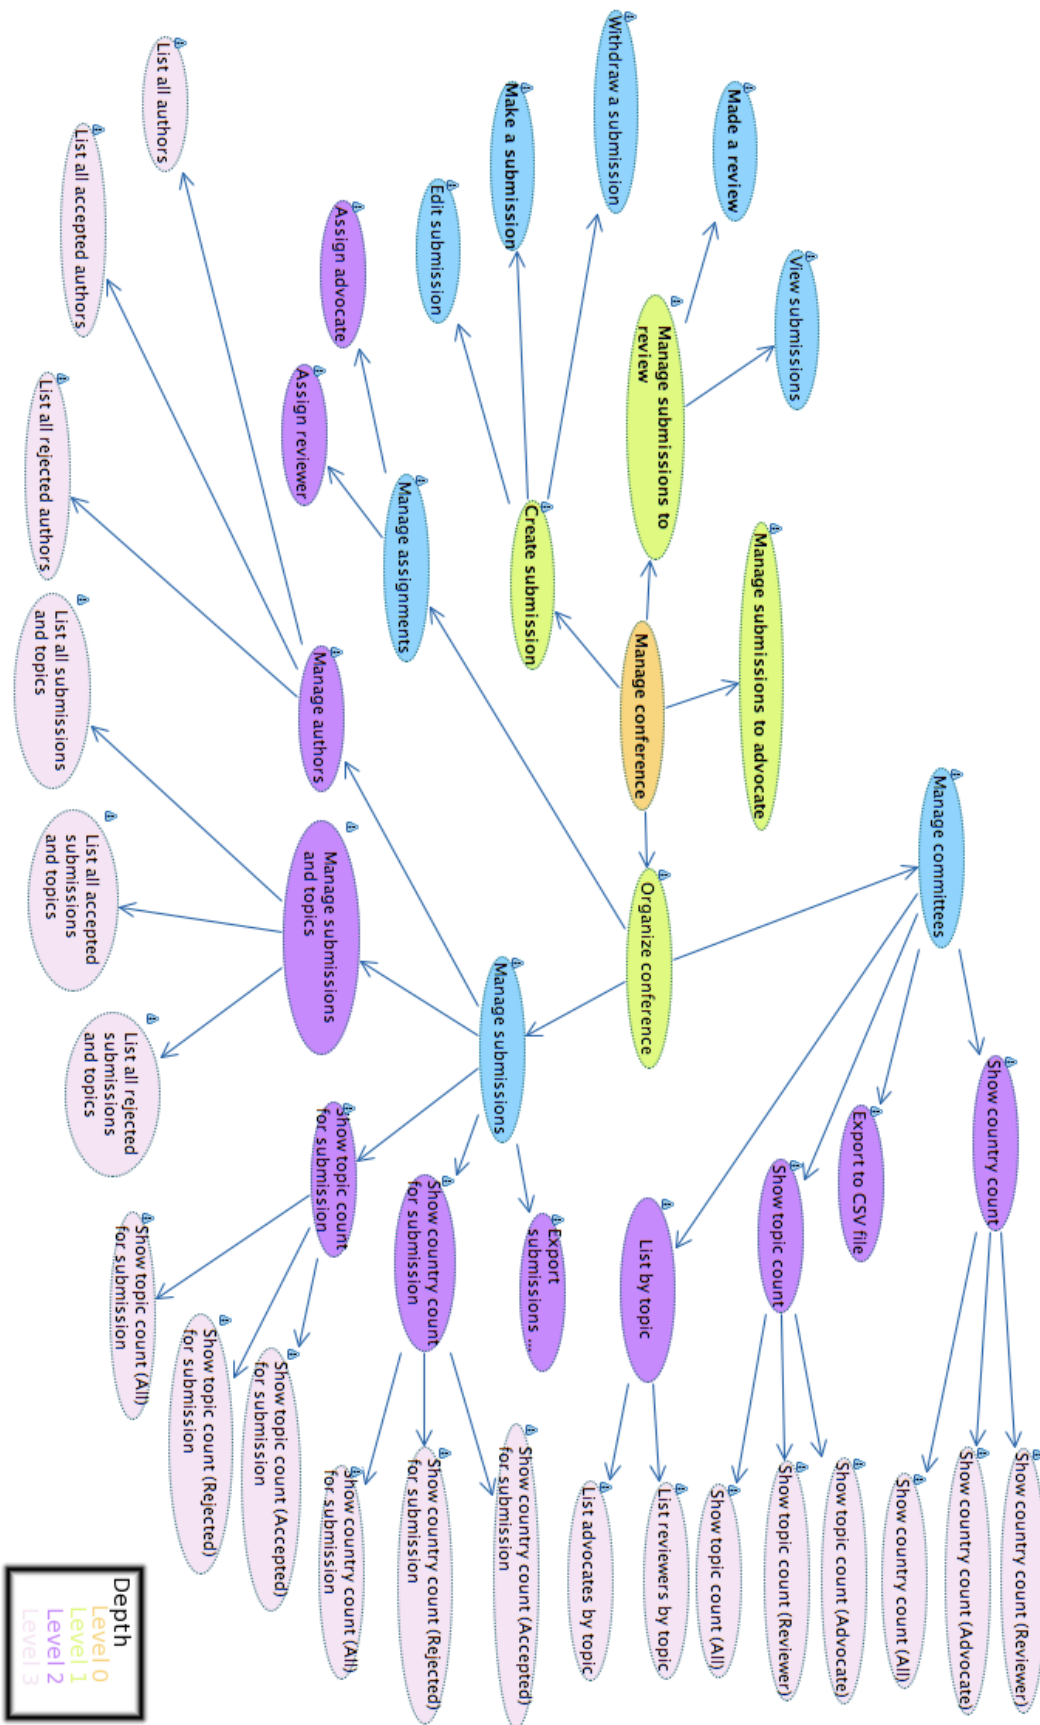 List all authors
List all accepted authors
List all rejected authors
List all submissions
and topics
List all accepted
submissions
and topics
List all rejected
submissions
and topics
Show topic count (All)
for submission
Show topic count (Rejected)
for submission
Show topic count (Accepted)
for submission
Show country count (All)
for submission
Show country count (Rejected)
for submission
Show country count (Accepted)
for submission
List advocates by topic
List reviewers by topic
Show topic count (All)
Show topic count (Reviewer)
Show topic count (Advocate)
Show country count (All)
Show country count (Advocate)
Show country count (Reviewer)
Assign advocate
Assign reviewer
Manage authors
Manage submissions
and topics
Show topic count
for submission
Show country count
for submission
Export
submissions ...
List by topic
Show topic count
Export to CSV file
Show country count
Edit submission
Make a submission
Withdraw a submission
Made a review
View submissions
Manage assignments
Manage submissions
Manage committees
Create submission
Manage submissions to
review
Manage submissions to advocate
Organize conference
Manage conference
Depth
Level 0
Level 1
Level 2
Level 3